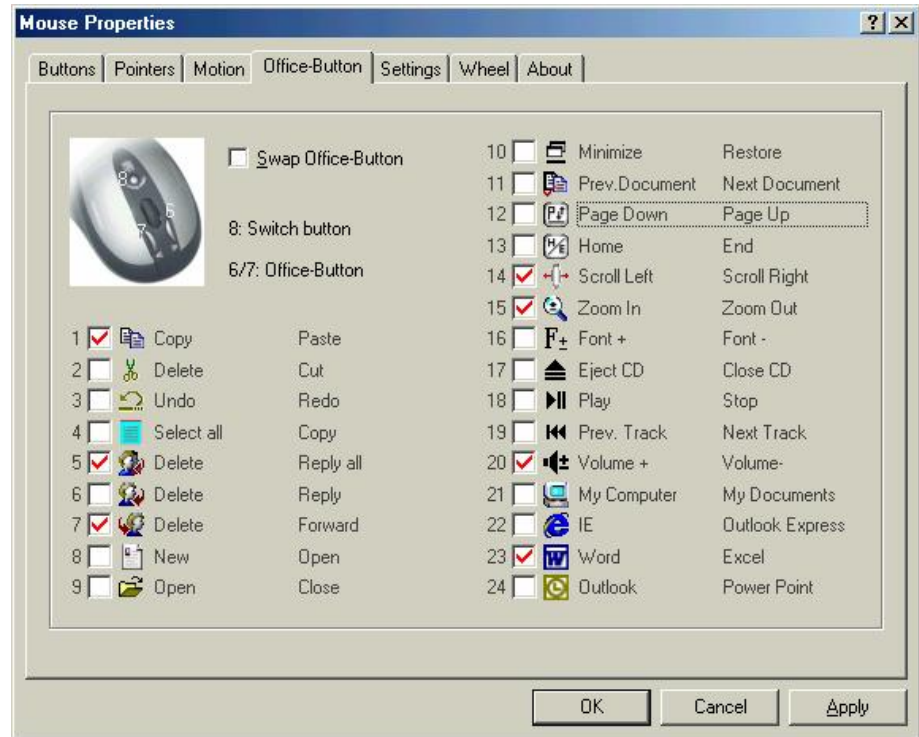 Mouse Properties
? X
Buttons Pointers Motion Office-Button Settings Wheel About
8
6
7
Swap Office-Button
8: Switch button
6/7: Office-Button
1 Copy Paste
2 Delete Cut
3 Undo Redo
4 Select all Copy
5 Delete Reply all
6 Delete Reply
7 Delete Forward
8 New Open
9 Open Close
10 Minimize Restore
11 Prev.Document Next Document
12 Page Down Page Up
13 Home End
14 Scroll Left Scroll Right
15 Zoom In Zoom Out
16 F± Font + Font -
17 Eject CD Close CD
18 Play Stop
19 Prev. Track Next Track
20 Volume + Volume-
21 My Computer My Documents
22 IE Outlook Express
23 W Word Excel
24 Outlook Power Point
OK Cancel Apply